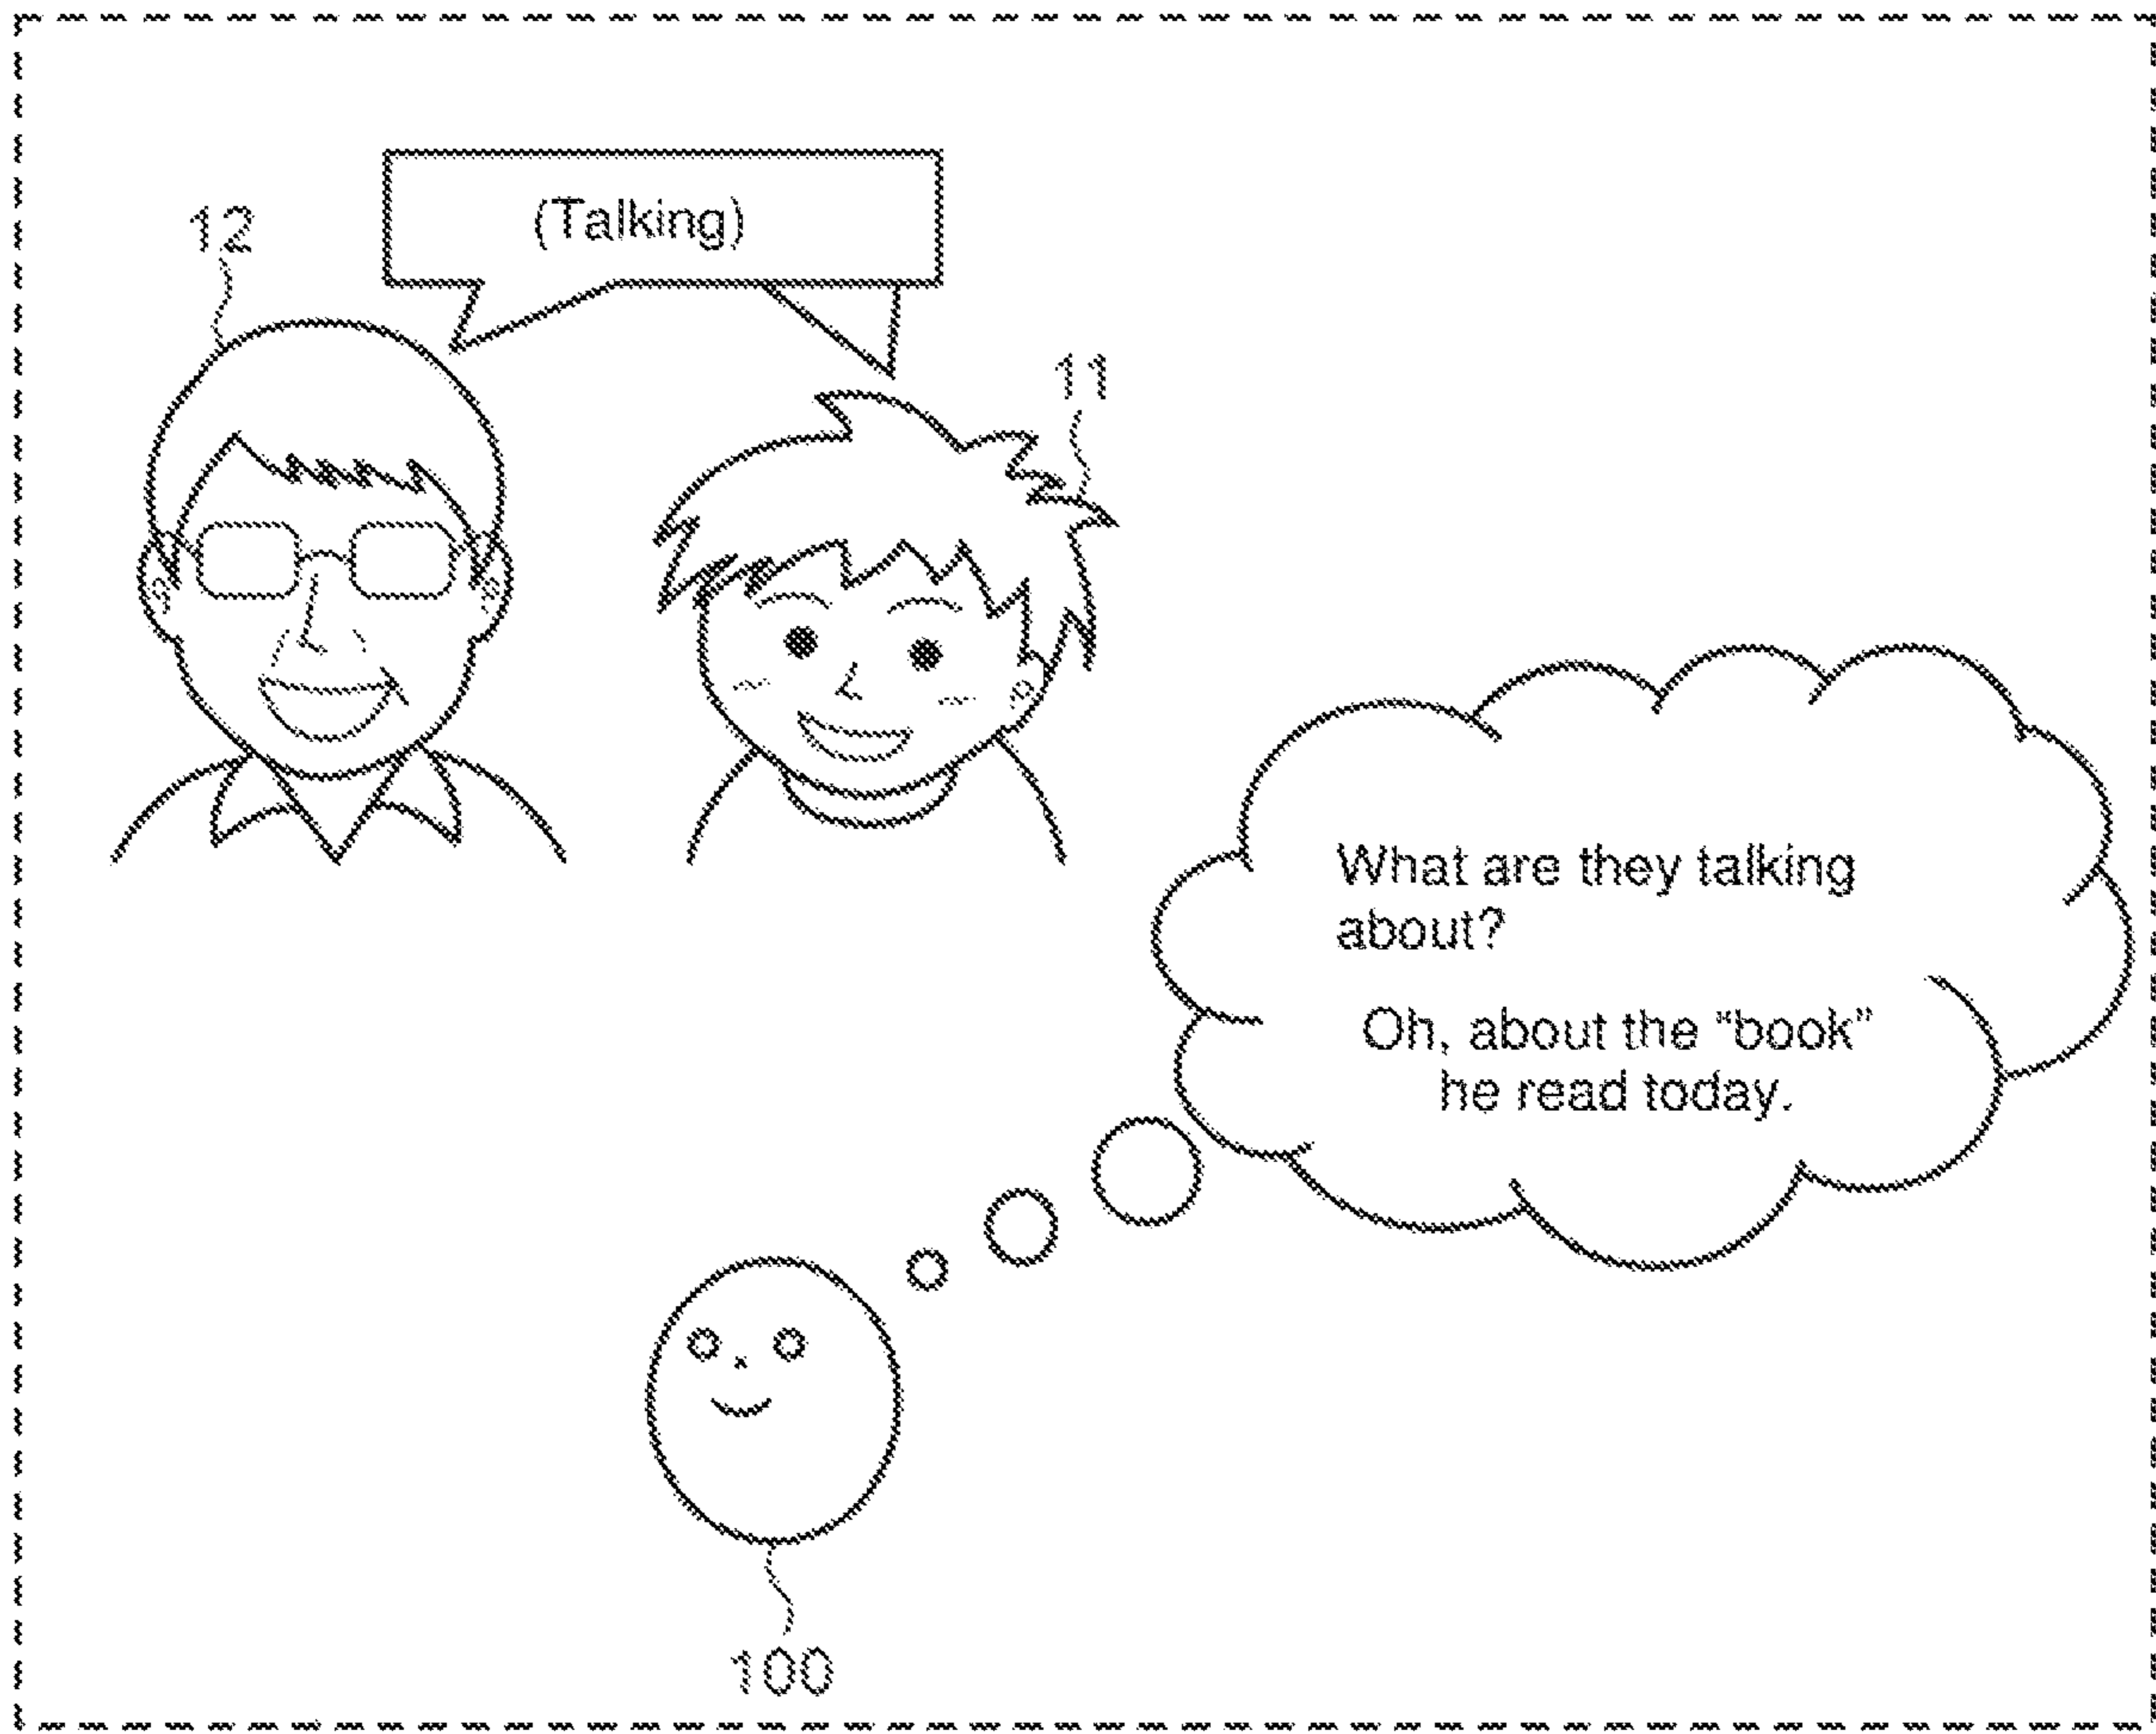 (Talking)
12
11
What are they talking
about?
Oh, about the “book”
he read today.
100